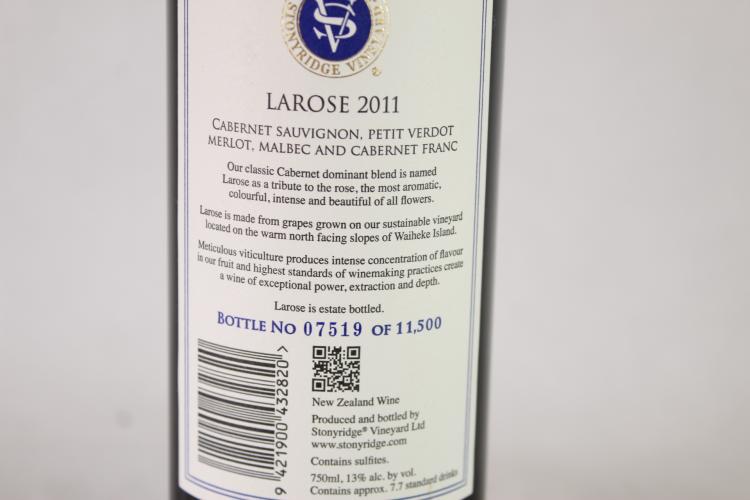 SV
STONYRIDGE VINEYARD
LAROSE 2011
CABERNET SAUVIGNON, PETIT VERDOT
MERLOT, MALBEC AND CABERNET FRANC
Our classic Cabernet dominant blend is named
Larose as a tribute to the rose, the most aromatic,
colourful, intense and beautiful of all flowers.
Larose is made from grapes grown on our sustainable vineyard
located on the warm north facing slopes of Waiheke Island.
Meticulous viticulture produces intense concentration of flavour
in our fruit and highest standards of winemaking practices create
a wine of exceptional power, extraction and depth.
Larose is estate bottled.
BOTTLE NO 07519 OF 11,500
9 421900 432820 >
New Zealand Wine
Produced and bottled by
Stonyridge® Vineyard Ltd
www.stonyridge.com
Contains sulfites.
750ml, 13% alc. by vol.
Contains approx. 7.7 standard drinks